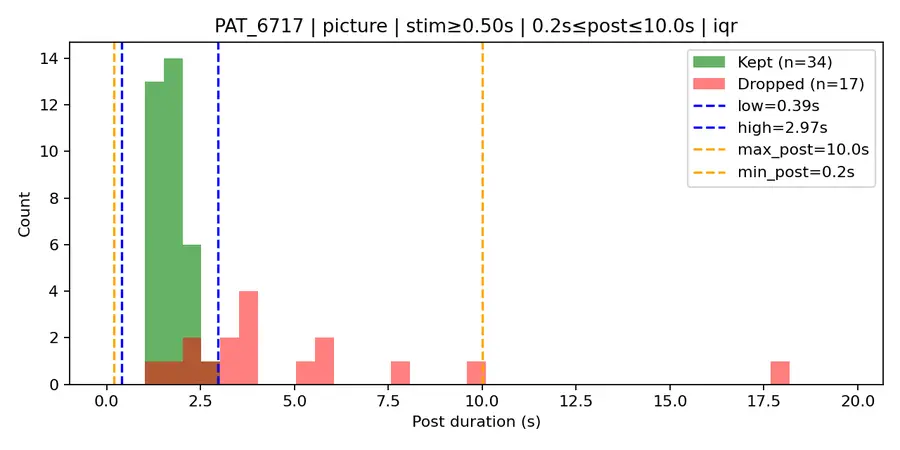 PAT_6717 | picture | stim≥0.50s | 0.2s≤post≤10.0s | iqr
Count
14
12
10
8
6
4
2
0
0.0 2.5 5.0 7.5 10.0 12.5 15.0 17.5 20.0
Post duration (s)
Kept (n=34)
Dropped (n=17)
low=0.39s
high=2.97s
max_post=10.0s
min_post=0.2s